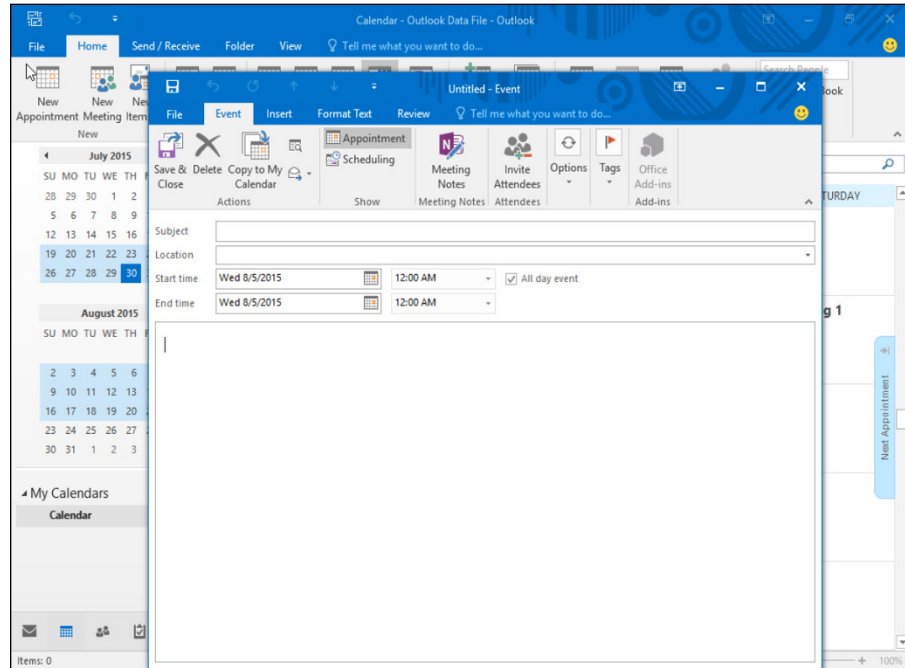 Calendar - Outlook Data File - Outlook
File Home Send / Receive Folder View Tell me what you want to do...
New Appointment
New Meeting
New Items
New
Search People
July 2015
SU MO TU WE TH
28 29 30 1 2
5 6 7 8 9
12 13 14 15 16
19 20 21 22 23
26 27 28 29 30
August 2015
SU MO TU WE TH
2 3 4 5 6
9 10 11 12 13
16 17 18 19 20
23 24 25 26 27
30 31 1 2 3
My Calendars
Calendar
Items: 0
Untitled - Event
File Event Insert Format Text Review Tell me what you want to do...
Save & Close
Delete
Copy to My Calendar
Actions
Appointment
Scheduling
Show
Meeting Notes
Meeting Notes
Invite Attendees
Attendees
Options
Tags
Office Add-ins
Add-ins
Subject
Location
Start time Wed 8/5/2015 12:00 AM All day event
End time Wed 8/5/2015 12:00 AM
ook
TURDAY
g 1
Next Appointment
100%